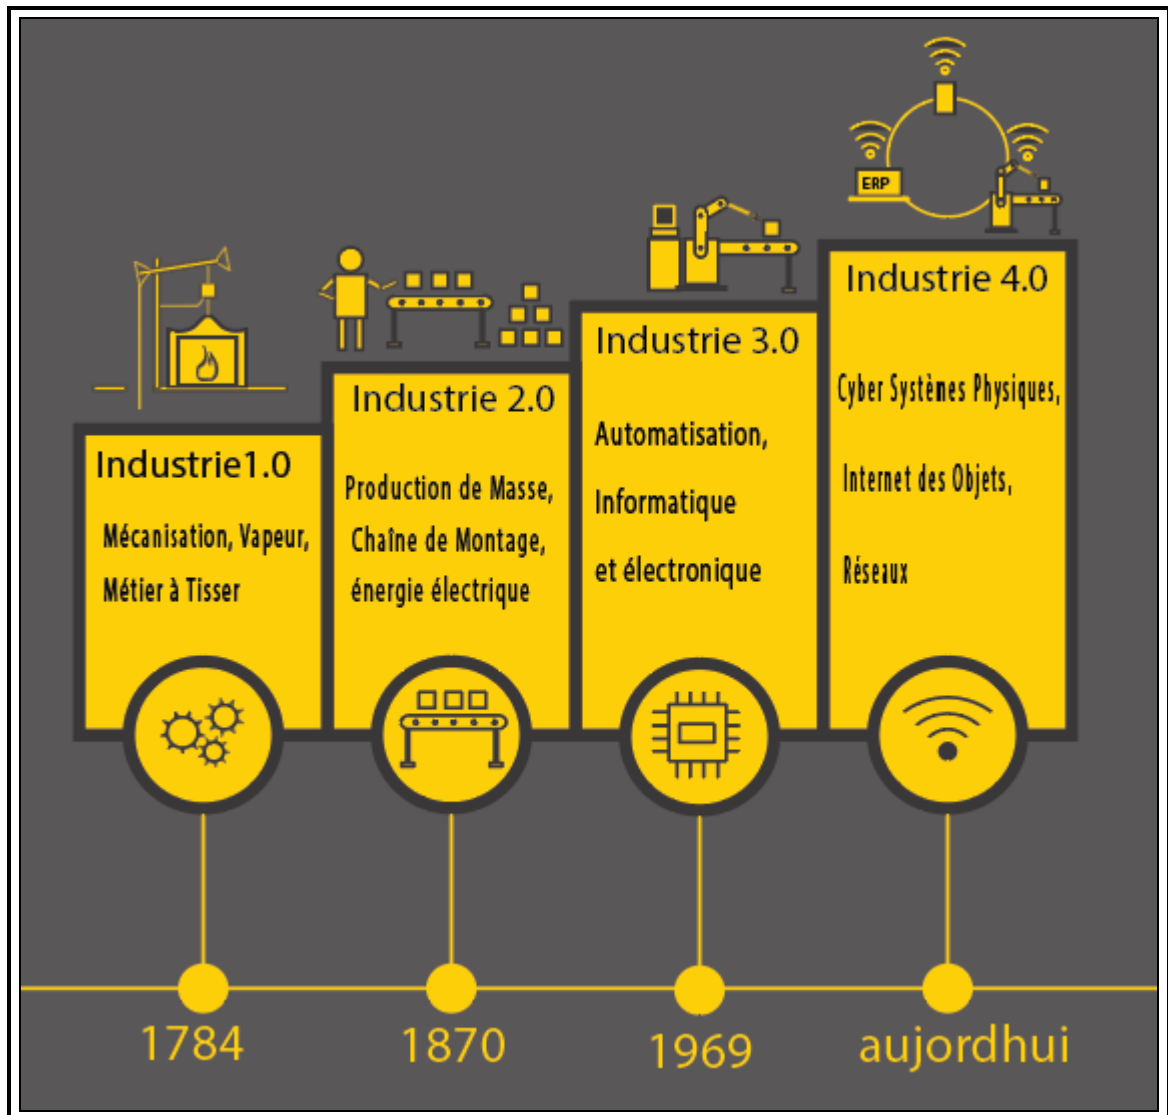 ERP
Industrie1.0
Mécanisation, Vapeur,
Métier à Tisser
Industrie 2.0
Production de Masse,
Chaîne de Montage,
énergie électrique
Industrie 3.0
Automatisation,
Informatique
et électronique
Industrie 4.0
Cyber Systèmes Physiques,
Internet des Objets,
Réseaux
1784
1870
1969
aujordhui